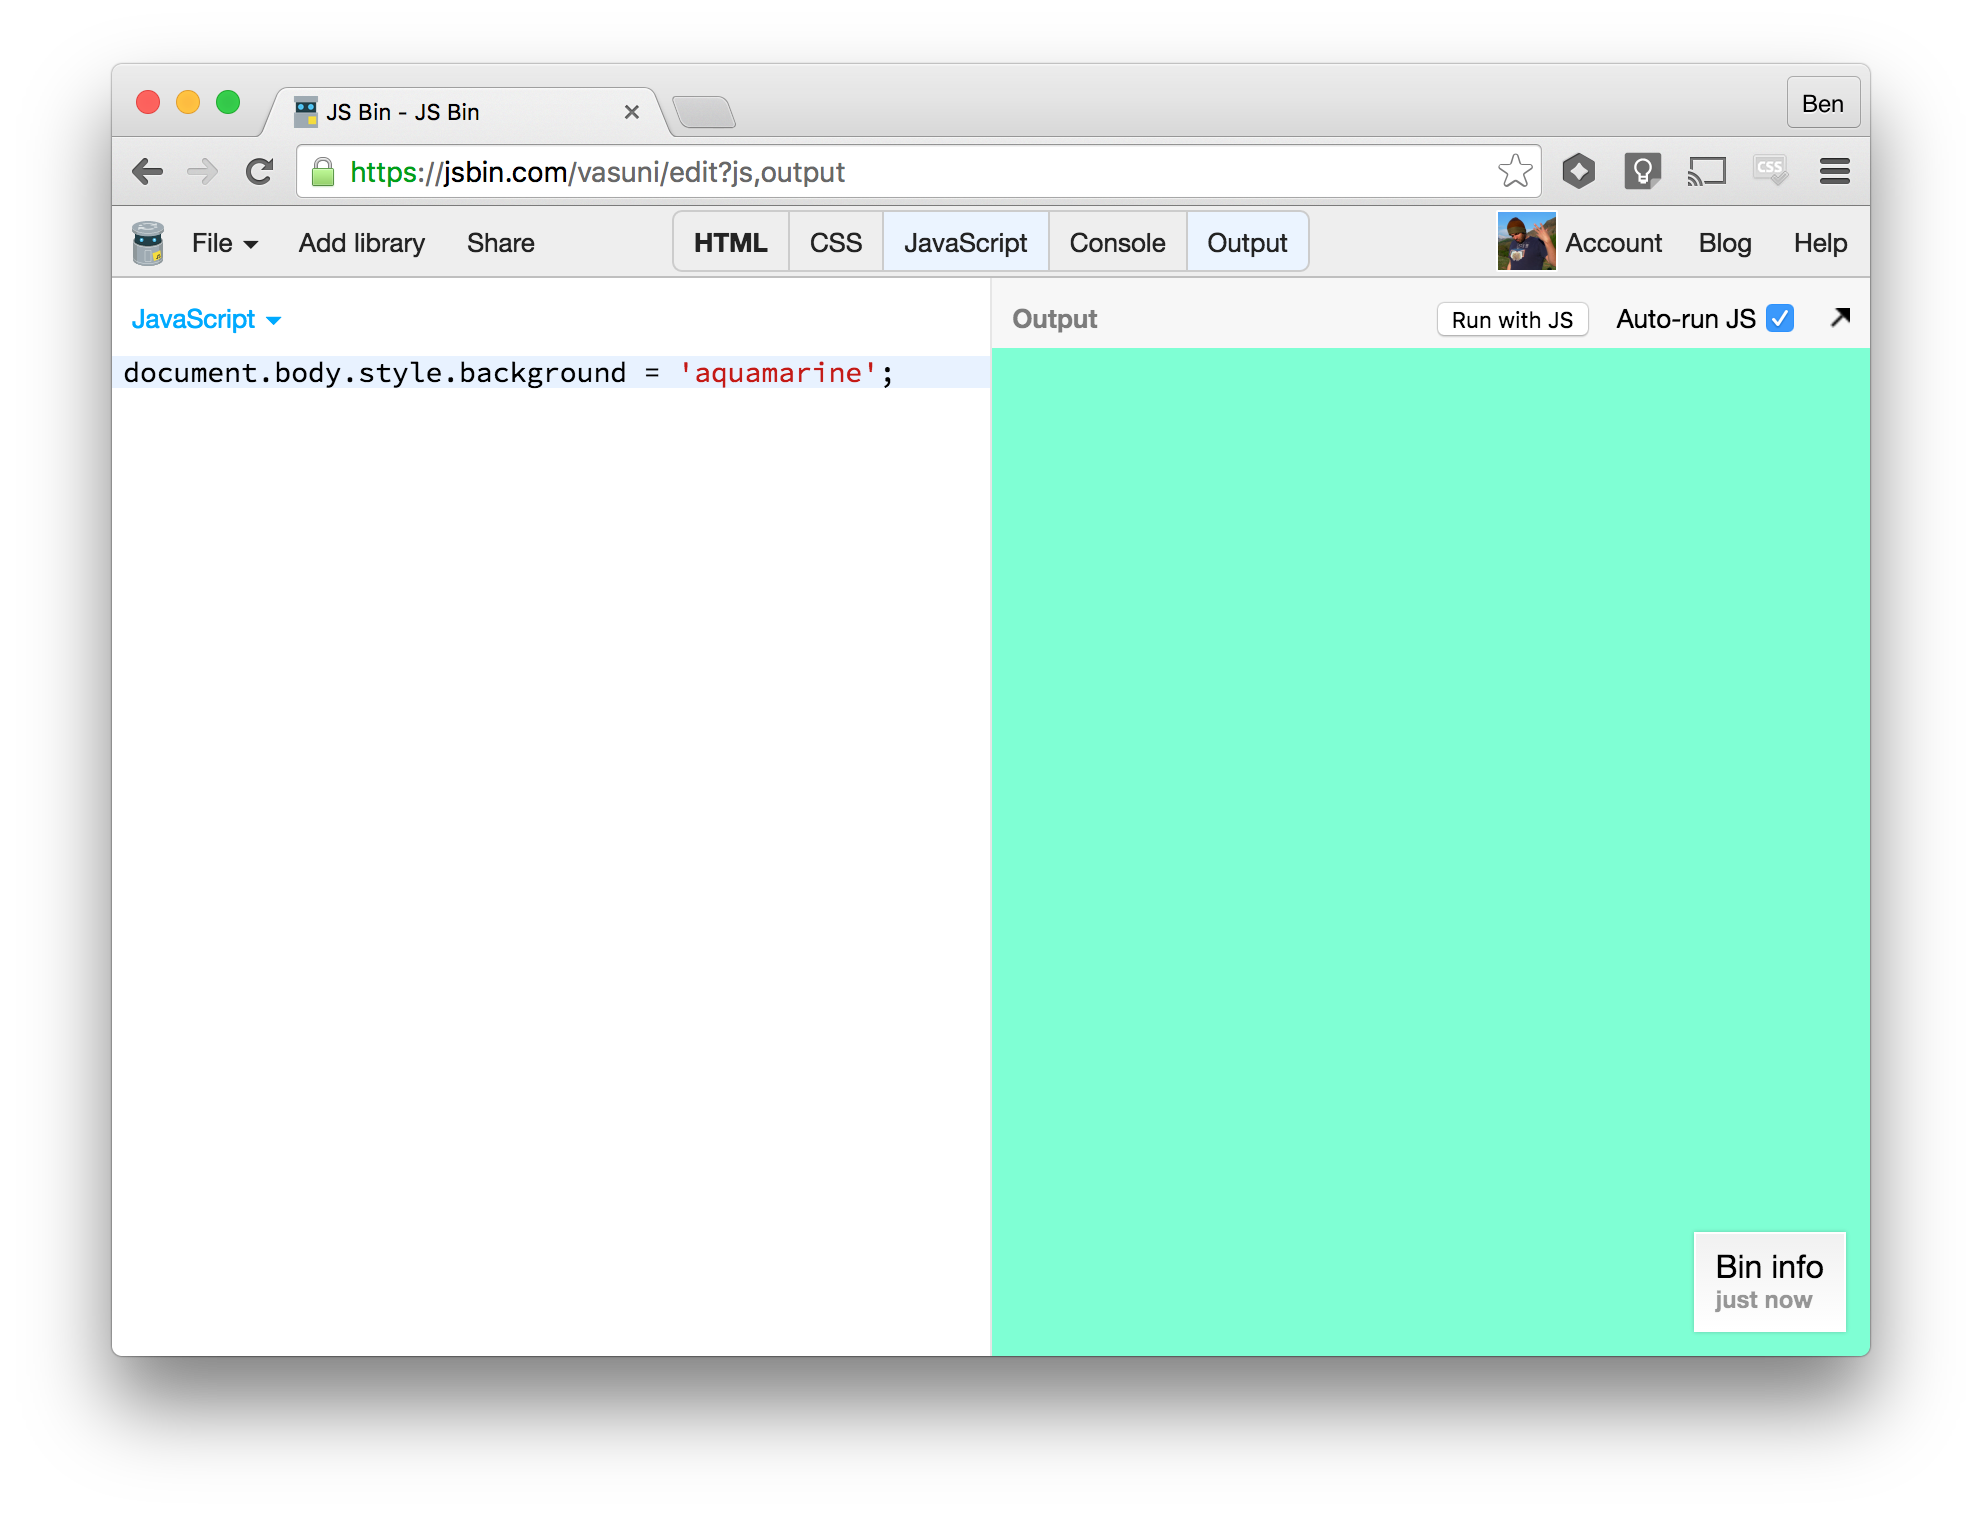 JS Bin - JS Bin
Ben
https://jsbin.com/vasuni/edit?js,output
CSS
File Add library Share HTML CSS JavaScript Console Output Account Blog Help
JavaScript
Output Run with JS Auto-run JS
document.body.style.background = 'aquamarine';
Bin info
just now